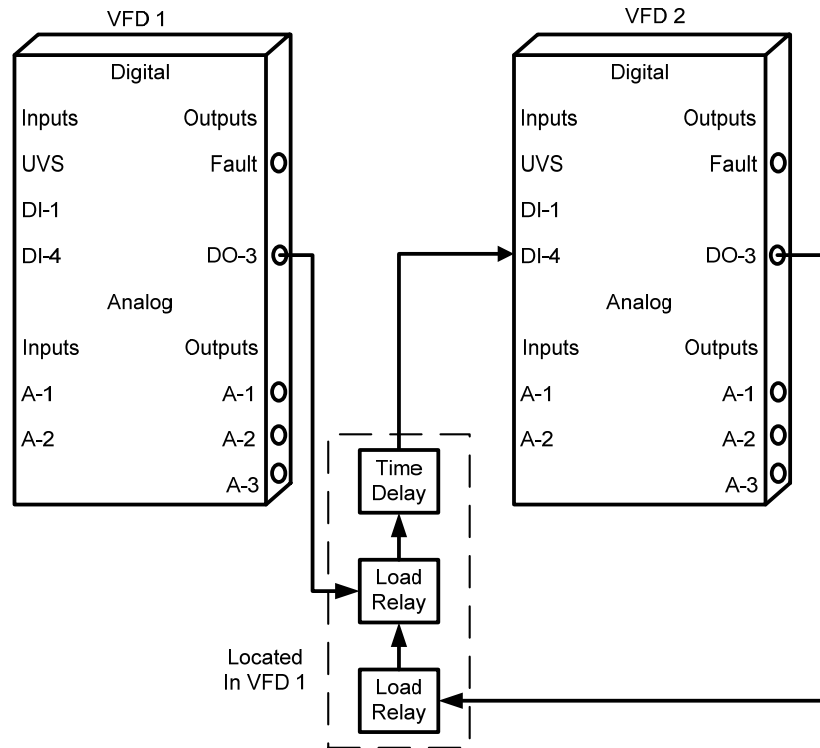 VFD 1
Digital
Inputs Outputs
UVS Fault
DI-1
DI-4 DO-3
Analog
Inputs Outputs
A-1 A-1
A-2 A-2
A-3
VFD 2
Digital
Inputs Outputs
UVS Fault
DI-1
DI-4 DO-3
Analog
Inputs Outputs
A-1 A-1
A-2 A-2
A-3
Time
Delay
Load
Relay
Located
In VFD 1
Load
Relay